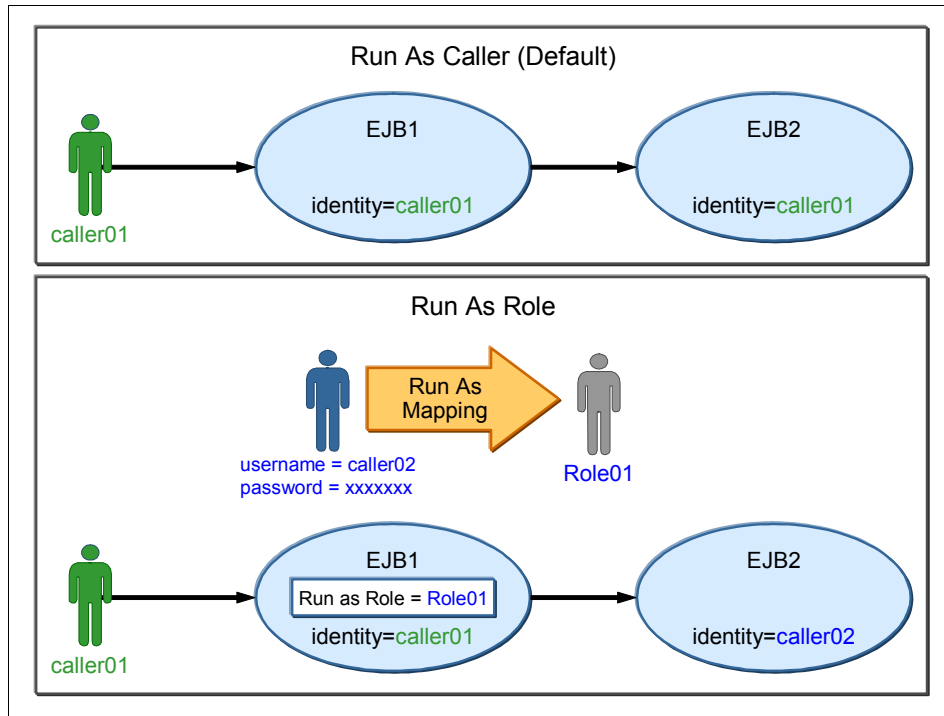 Run As Caller (Default)
EJB1
EJB2
identity=caller01
identity=caller01
caller01
Run As Role
Run As
Mapping
username = caller02
password = xxxxxxx
Role01
EJB1
EJB2
Run as Role = Role01
identity=caller01
identity=caller02
caller01